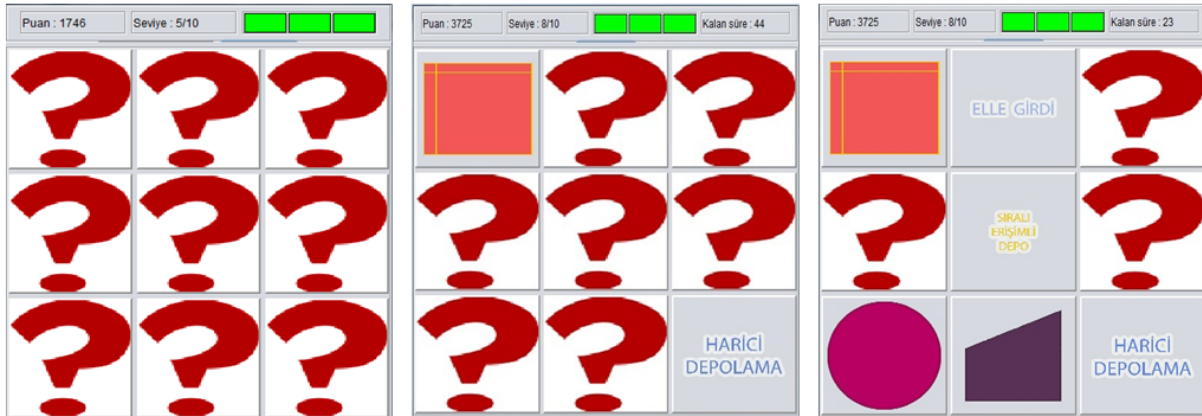 Puan : 1746 Seviye : 5/10
Puan : 3725 Seviye : 8/10 Kalan süre : 44
HARİCİ
DEPOLAMA
Puan : 3725 Seviye : 8/10 Kalan süre : 23
ELLE GİRDİ
SIRALI
ERİŞİMLİ
DEPO
HARİCİ
DEPOLAMA